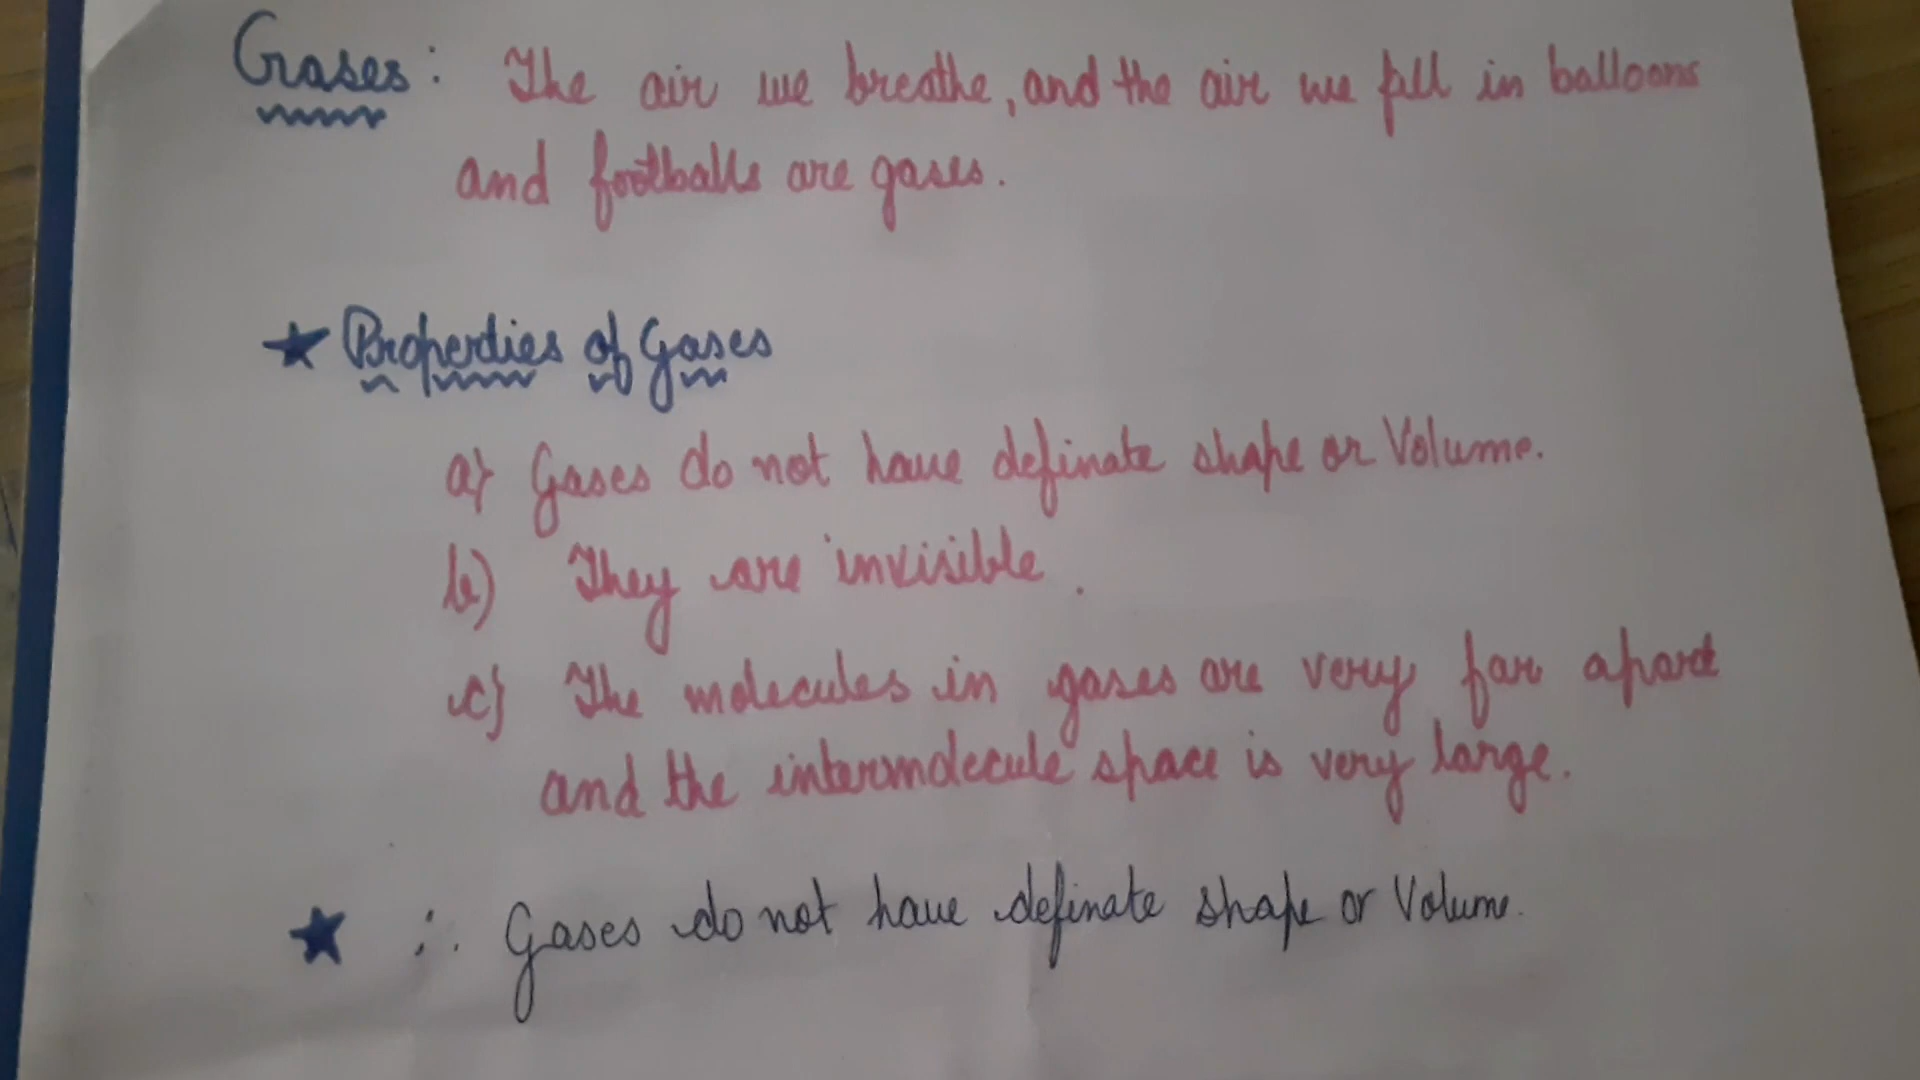 Gases: The air we breathe, and the air we fill in balloons
and footballs are gases.
★ Properties of Gases
a) Gases do not have definate shape or Volume.
b) They are invisible.
c) The molecules in gases are very far apart
and the intermolecule space is very large.
★ ∴ Gases do not have definate shape or Volume.